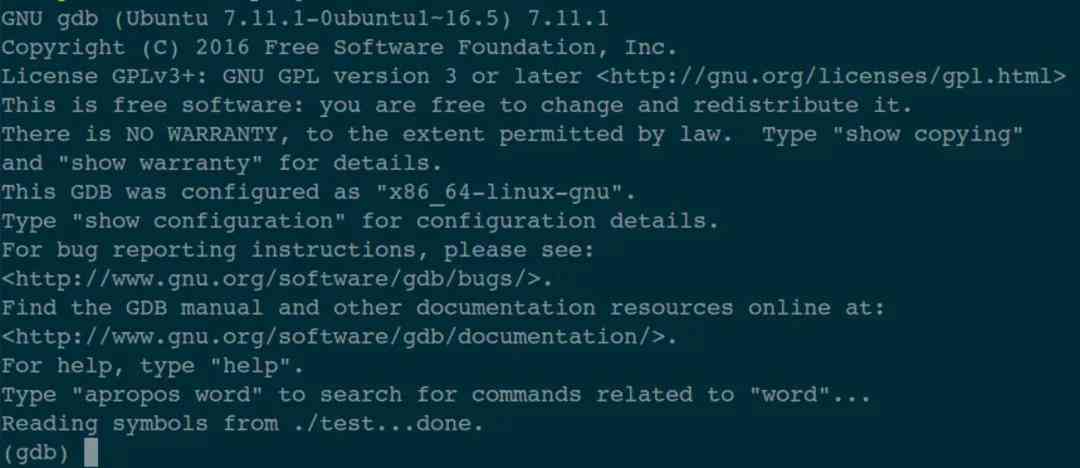 GNU gdb (Ubuntu 7.11.1-0ubuntu1~16.5) 7.11.1
Copyright (C) 2016 Free Software Foundation, Inc.
License GPLv3+: GNU GPL version 3 or later <http://gnu.org/licenses/gpl.html>
This is free software: you are free to change and redistribute it.
There is NO WARRANTY, to the extent permitted by law.  Type "show copying"
and "show warranty" for details.
This GDB was configured as "x86_64-linux-gnu".
Type "show configuration" for configuration details.
For bug reporting instructions, please see:
<http://www.gnu.org/software/gdb/bugs/>.
Find the GDB manual and other documentation resources online at:
<http://www.gnu.org/software/gdb/documentation/>.
For help, type "help".
Type "apropos word" to search for commands related to "word"...
Reading symbols from ./test...done.
(gdb)